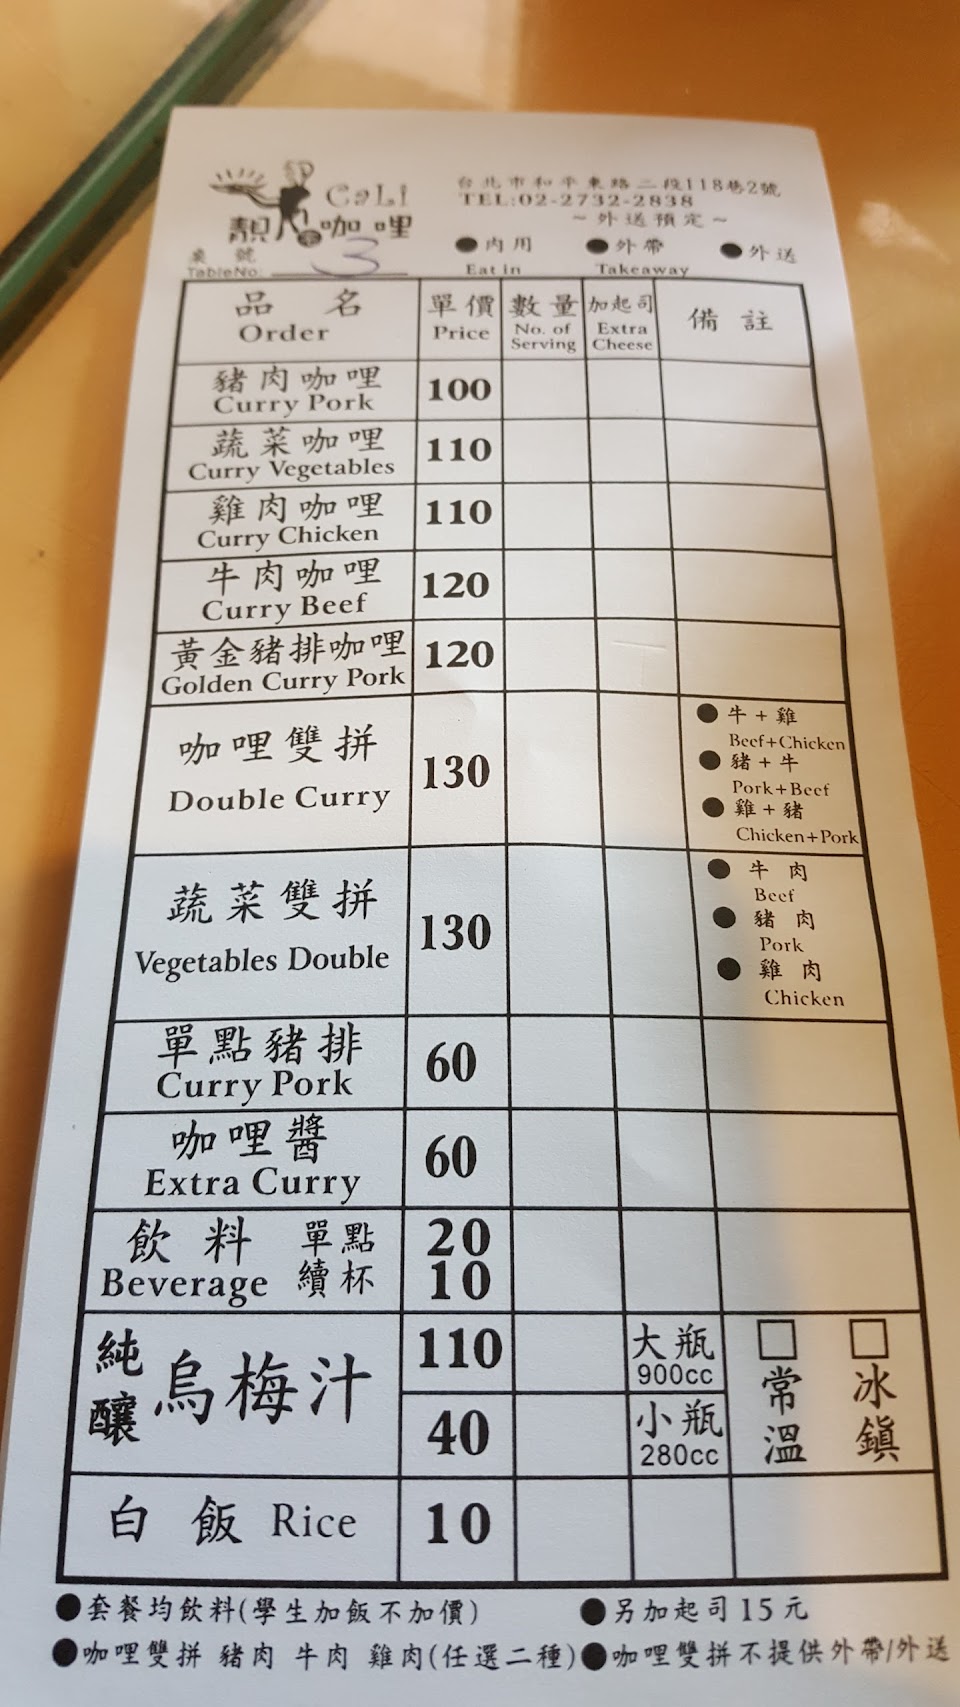 CaLi
靚咖哩
台北市和平東路二段118巷2號
TEL:02-2732-2838
~外送預定~
桌號
TableNo: 3
●內用 ●外帶 ●外送
Eat in Takeaway
品名 單價 數量 加起司 備註
Order Price No. of Serving Extra Cheese
豬肉咖哩 100
Curry Pork
蔬菜咖哩 110
Curry Vegetables
雞肉咖哩 110
Curry Chicken
牛肉咖哩 120
Curry Beef
黃金豬排咖哩 120
Golden Curry Pork
咖哩雙拼 130
Double Curry
●牛+雞
Beef+Chicken
●豬+牛
Pork+Beef
●雞+豬
Chicken+Pork
蔬菜雙拼 130
Vegetables Double
●牛肉
Beef
●豬肉
Pork
●雞肉
Chicken
單點豬排 60
Curry Pork
咖哩醬 60
Extra Curry
飲料 單點 20
Beverage 續杯 10
純釀烏梅汁
110 大瓶 900cc
40 小瓶 280cc
□常溫 □冰鎮
白飯 Rice 10
●套餐均飲料(學生加飯不加價) ●另加起司15元
●咖哩雙拼 豬肉 牛肉 雞肉(任選二種) ●咖哩雙拼不提供外帶/外送